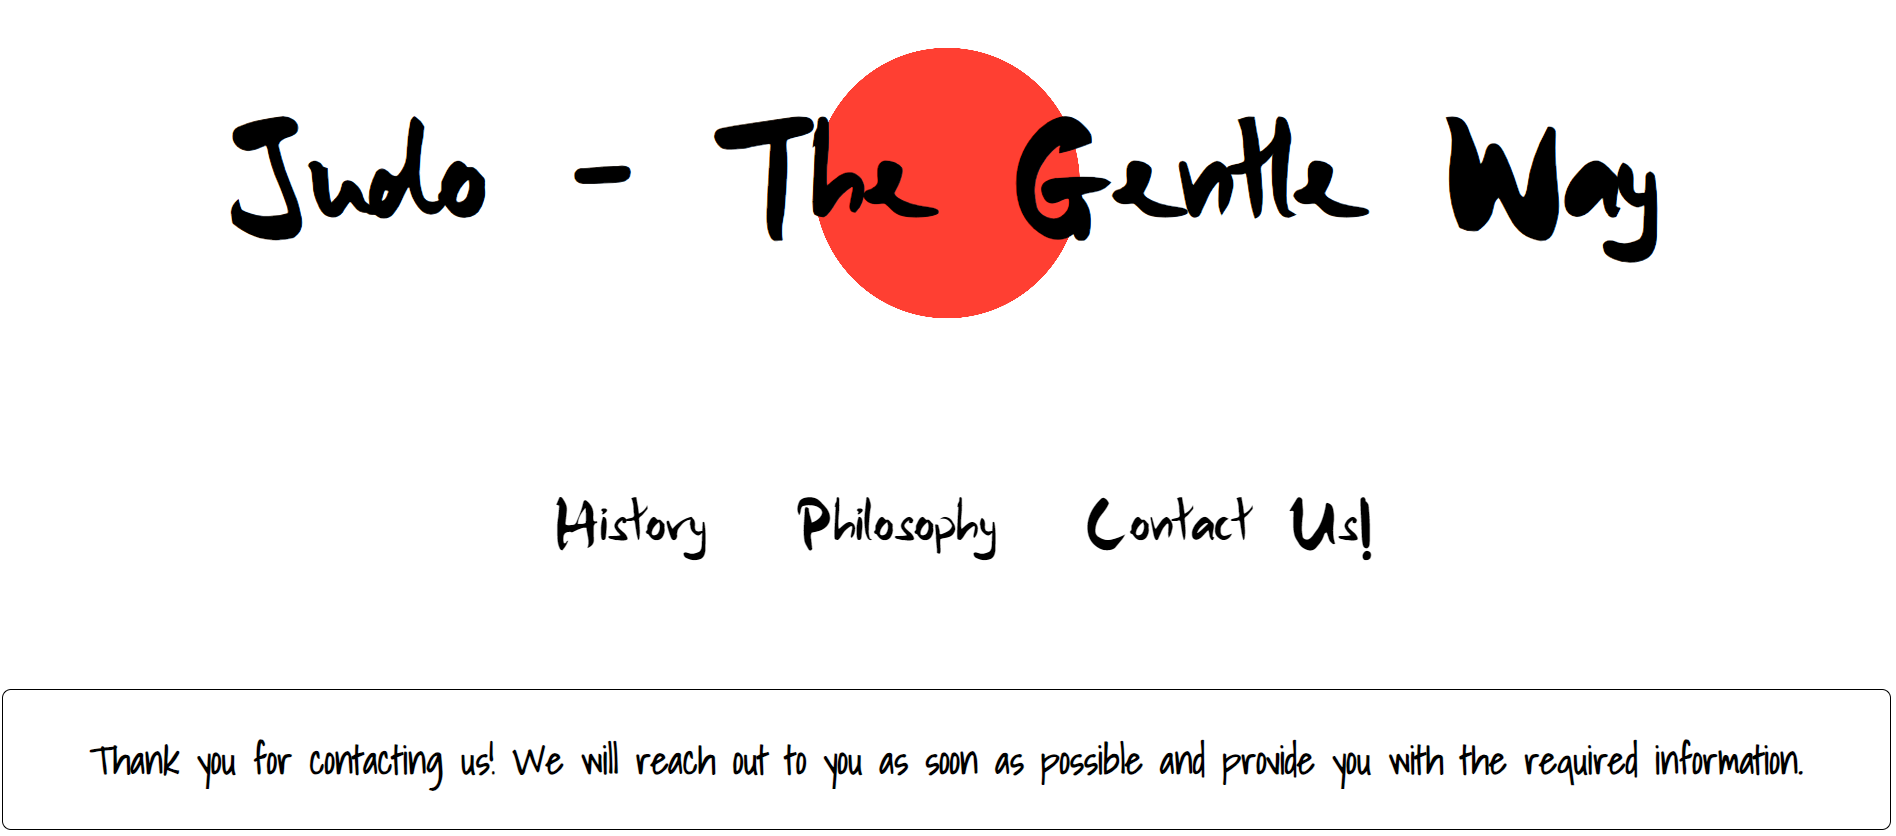 Judo - The Gentle Way
History Philosophy Contact Us!
Thank you for contacting us! We will reach out to you as soon as possible and provide you with the required information.